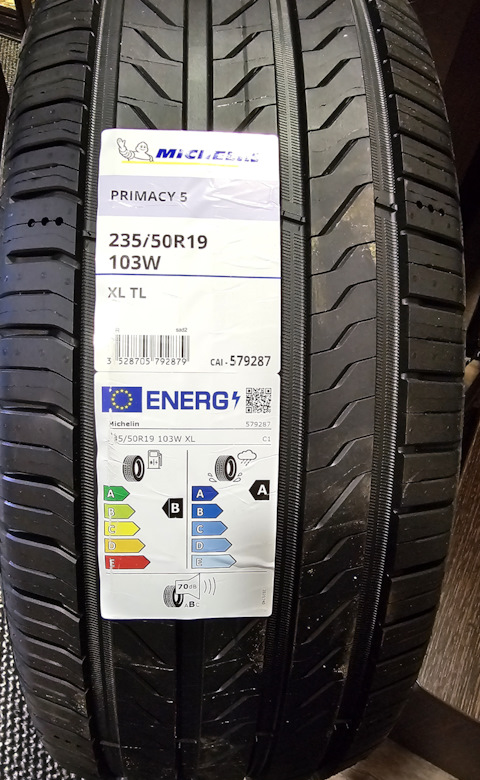 MICHELIN
PRIMACY 5
235/50R19
103W
XL TL
3 528705 792879
CAI - 579287
ENERG
Michelin
579287
235/50R19 103W XL
C1
A
B
C
D
E
B
A
B
C
D
E
A
70 dB
ABC